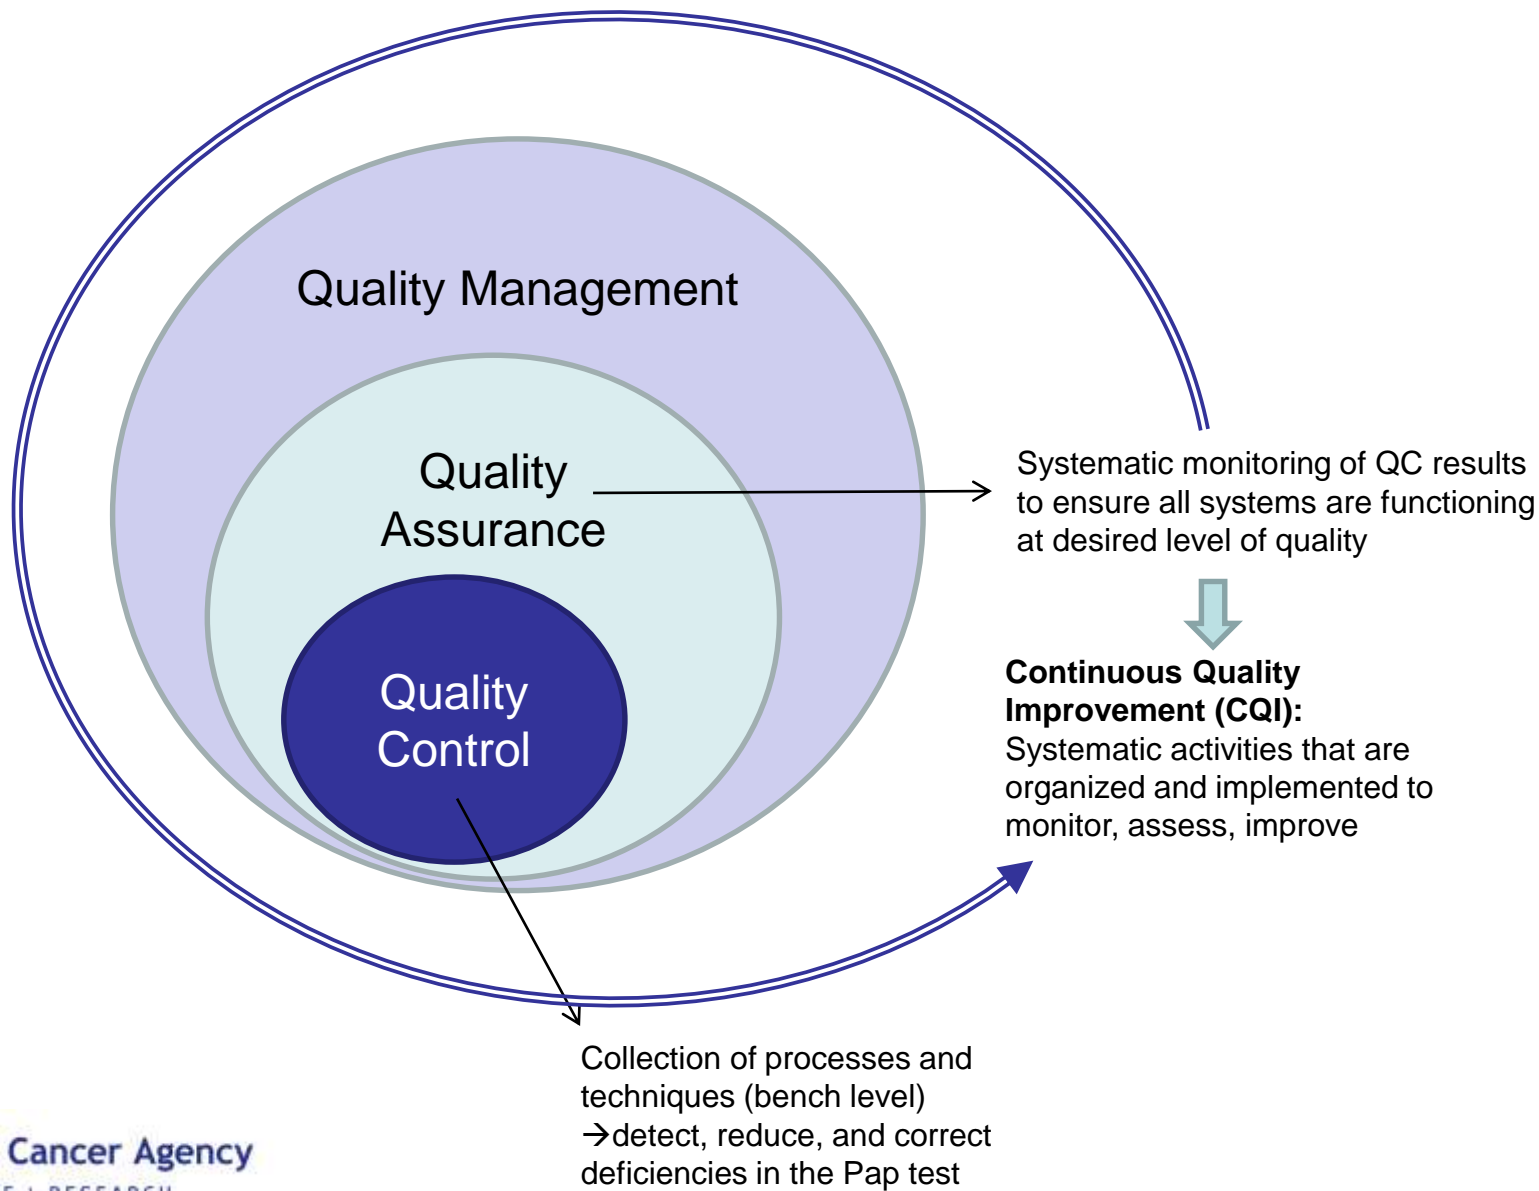 Quality Management
Quality
Assurance
Quality
Control
Systematic monitoring of QC results
to ensure all systems are functioning
at desired level of quality
Continuous Quality
Improvement (CQI):
Systematic activities that are
organized and implemented to
monitor, assess, improve
Collection of processes and
techniques (bench level)
→detect, reduce, and correct
deficiencies in the Pap test
Cancer Agency